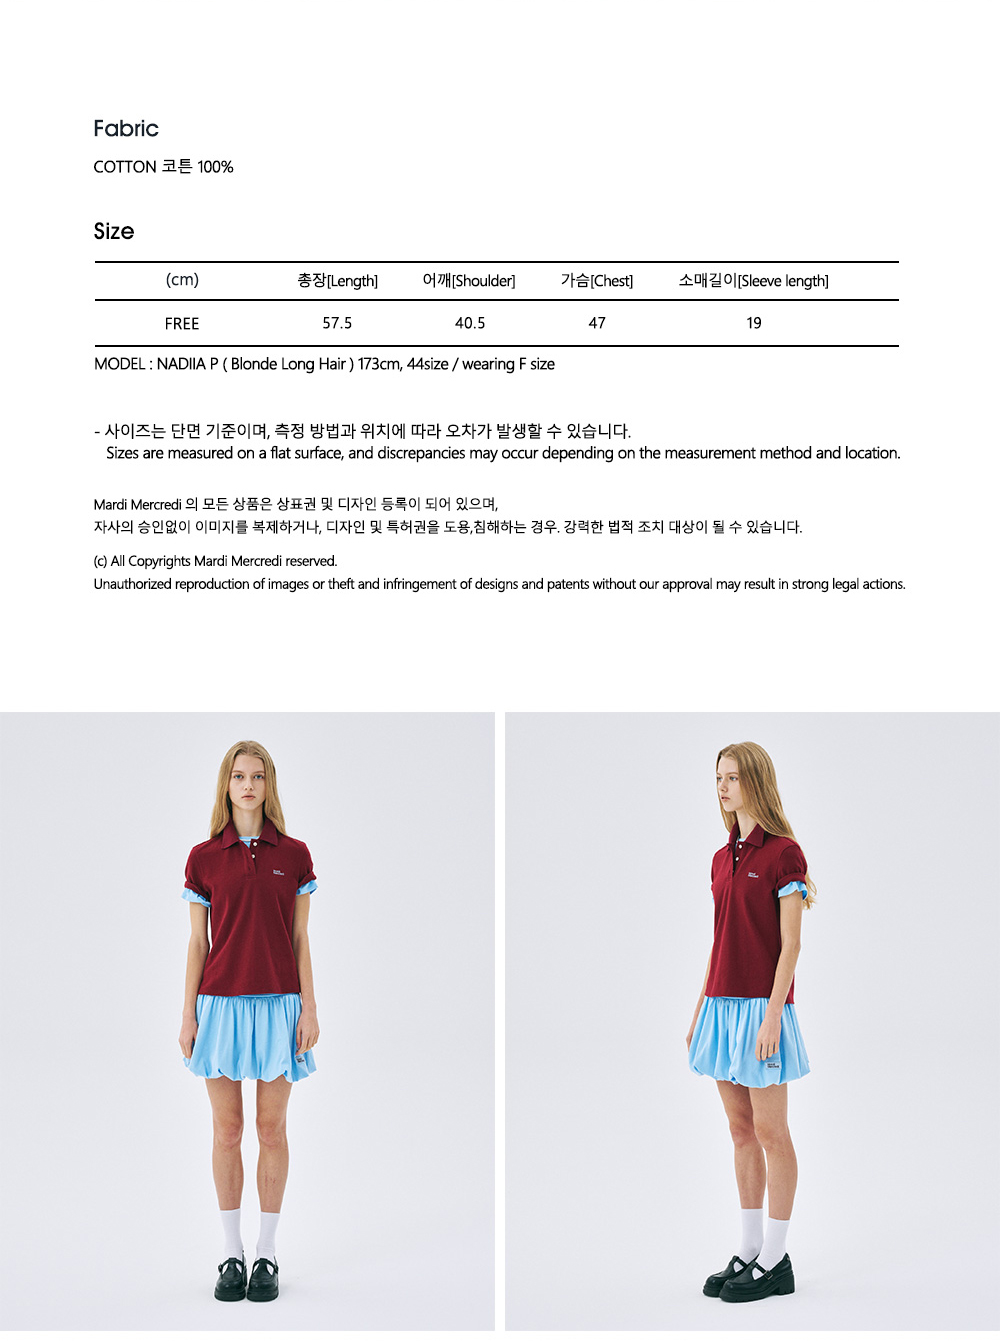 Fabric
COTTON 코튼 100%
Size
(cm) 총장[Length] 어깨[Shoulder] 가슴[Chest] 소매길이[Sleeve length]
FREE 57.5 40.5 47 19
MODEL : NADIIA P ( Blonde Long Hair ) 173cm, 44size / wearing F size
- 사이즈는 단면 기준이며, 측정 방법과 위치에 따라 오차가 발생할 수 있습니다.
Sizes are measured on a flat surface, and discrepancies may occur depending on the measurement method and location.
Mardi Mercredi 의 모든 상품은 상표권 및 디자인 등록이 되어 있으며,
자사의 승인없이 이미지를 복제하거나, 디자인 및 특허권을 도용,침해하는 경우. 강력한 법적 조치 대상이 될 수 있습니다.
(c) All Copyrights Mardi Mercredi reserved.
Unauthorized reproduction of images or theft and infringement of designs and patents without our approval may result in strong legal actions.